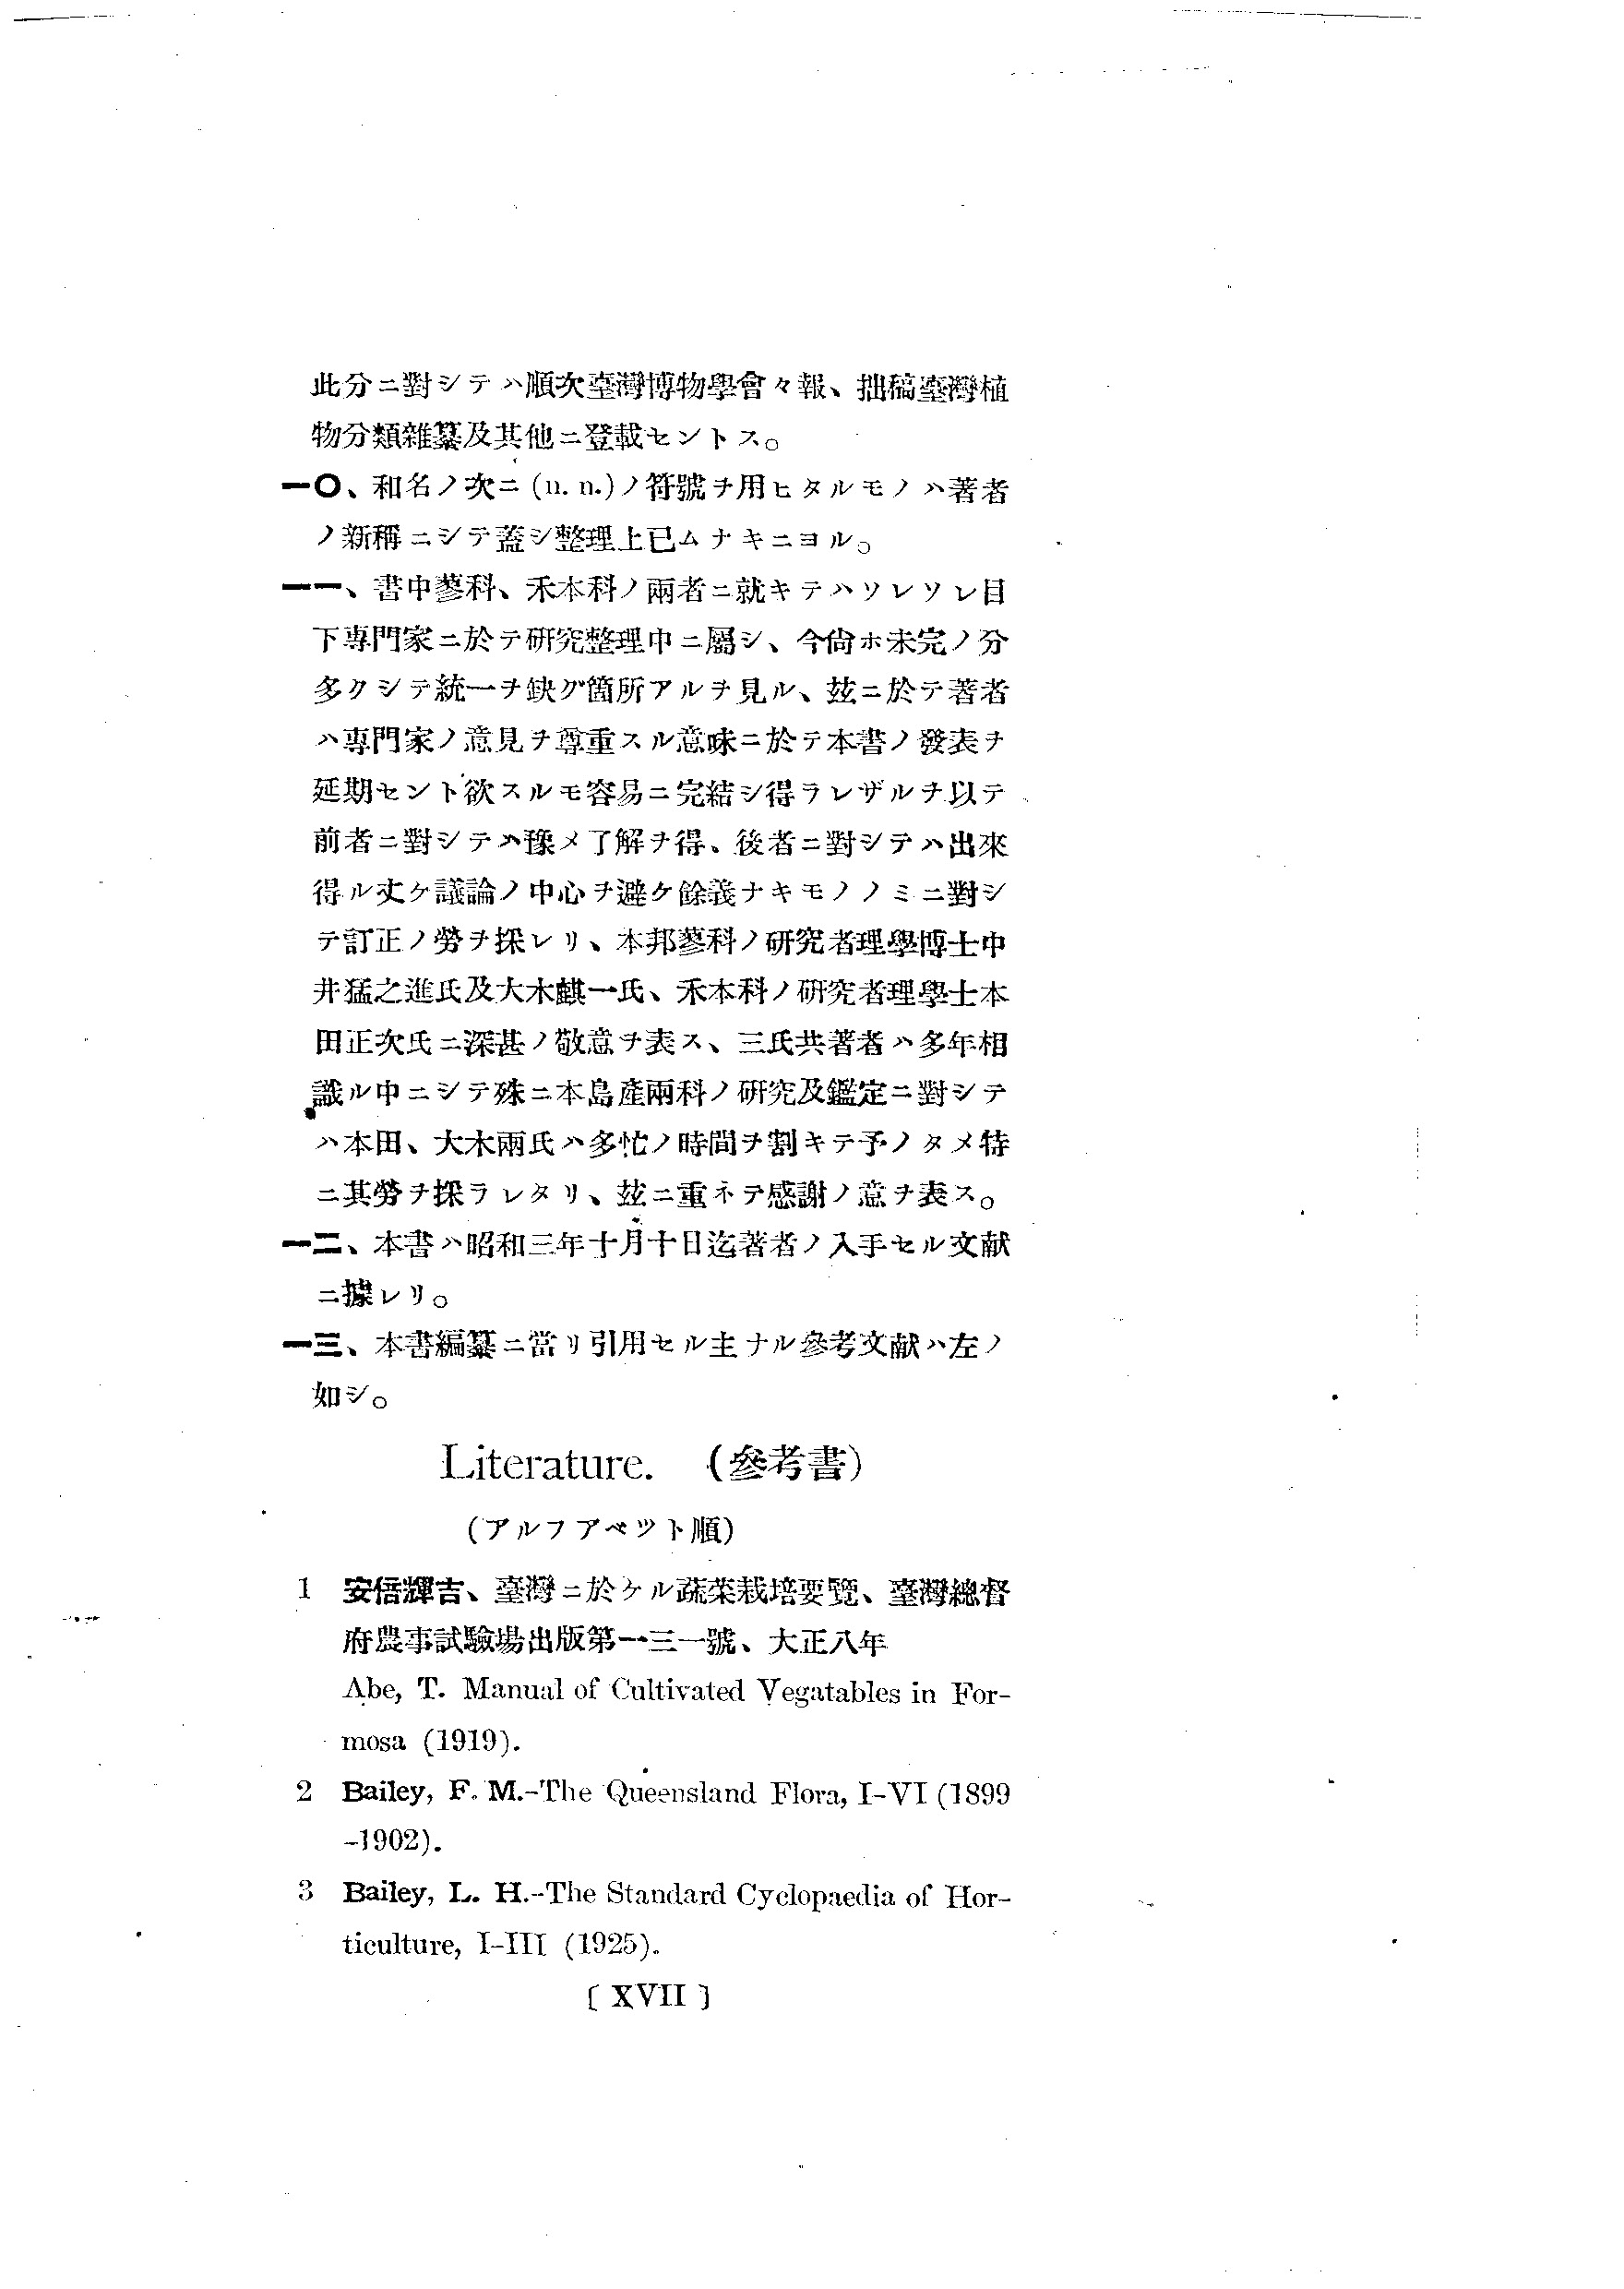 此分ニ對シテハ順次臺灣博物學會々報、拙稿臺灣植
物分類雜纂及其他ニ登載セントス。
一〇、和名ノ次ニ (n. n.) ノ符號ヲ用ヒタルモノハ著者
ノ新稱ニシテ蓋シ整理上已ムナキニヨル。
一一、書中蓼科、禾本科ノ兩者ニ就キテハソレソレ目
下專門家ニ於テ研究整理中ニ屬シ、今尙ホ未完ノ分
多クシテ統一ヲ缺グ箇所アルヲ見ル、玆ニ於テ著者
ハ專門家ノ意見ヲ尊重スル意味ニ於テ本書ノ發表ヲ
延期セント欲スルモ容易ニ完結シ得ラレザルヲ以テ
前者ニ對シテハ豫メ了解ヲ得、後者ニ對シテハ出來
得ル丈ケ議論ノ中心ヲ避ケ餘義ナキモノノミニ對シ
テ訂正ノ勞ヲ採レリ、本邦蓼科ノ研究者理學博士中
井猛之進氏及大木麒一氏、禾本科ノ研究者理學士本
田正次氏ニ深甚ノ敬意ヲ表ス、三氏共著者ハ多年相
識ル中ニシテ殊ニ本島產兩科ノ研究及鑑定ニ對シテ
ハ本田、大木兩氏ハ多忙ノ時間ヲ割キテ予ノタメ特
ニ其勞ヲ採ラレタリ、玆ニ重ネテ感謝ノ意ヲ表ス。
一二、本書ハ昭和三年十月十日迄著者ノ入手セル文献
ニ據レリ。
一三、本書編纂ニ當リ引用セル主ナル參考文献ハ左ノ
如シ。
Literature. (參考書)
(アルフアベツト順)
1 安倍輝吉、臺灣ニ於ケル蔬菜栽培要覽、臺灣總督
府農事試驗場出版第一三一號、大正八年
Abe, T. Manual of Cultivated Vegatables in For-
mosa (1919).
2 Bailey, F. M.-The Queensland Flora, I-VI (1899
-1902).
3 Bailey, L. H.-The Standard Cyclopaedia of Hor-
ticulture, I-III (1925).
[ XVII ]